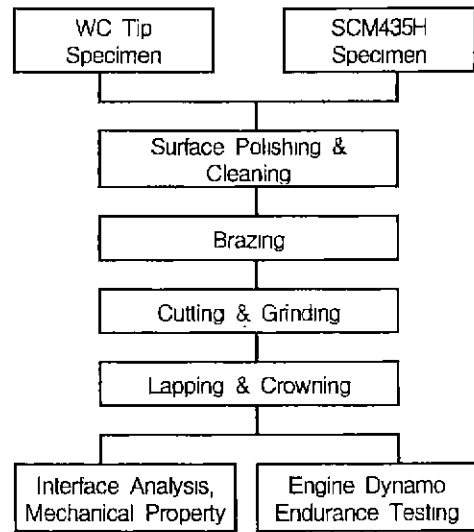 WC Tip
Specimen
SCM435H
Specimen
Surface Polishing &
Cleaning
Brazing
Cutting & Grinding
Lapping & Crowning
Interface Analysis,
Mechanical Property
Engine Dynamo
Endurance Testing